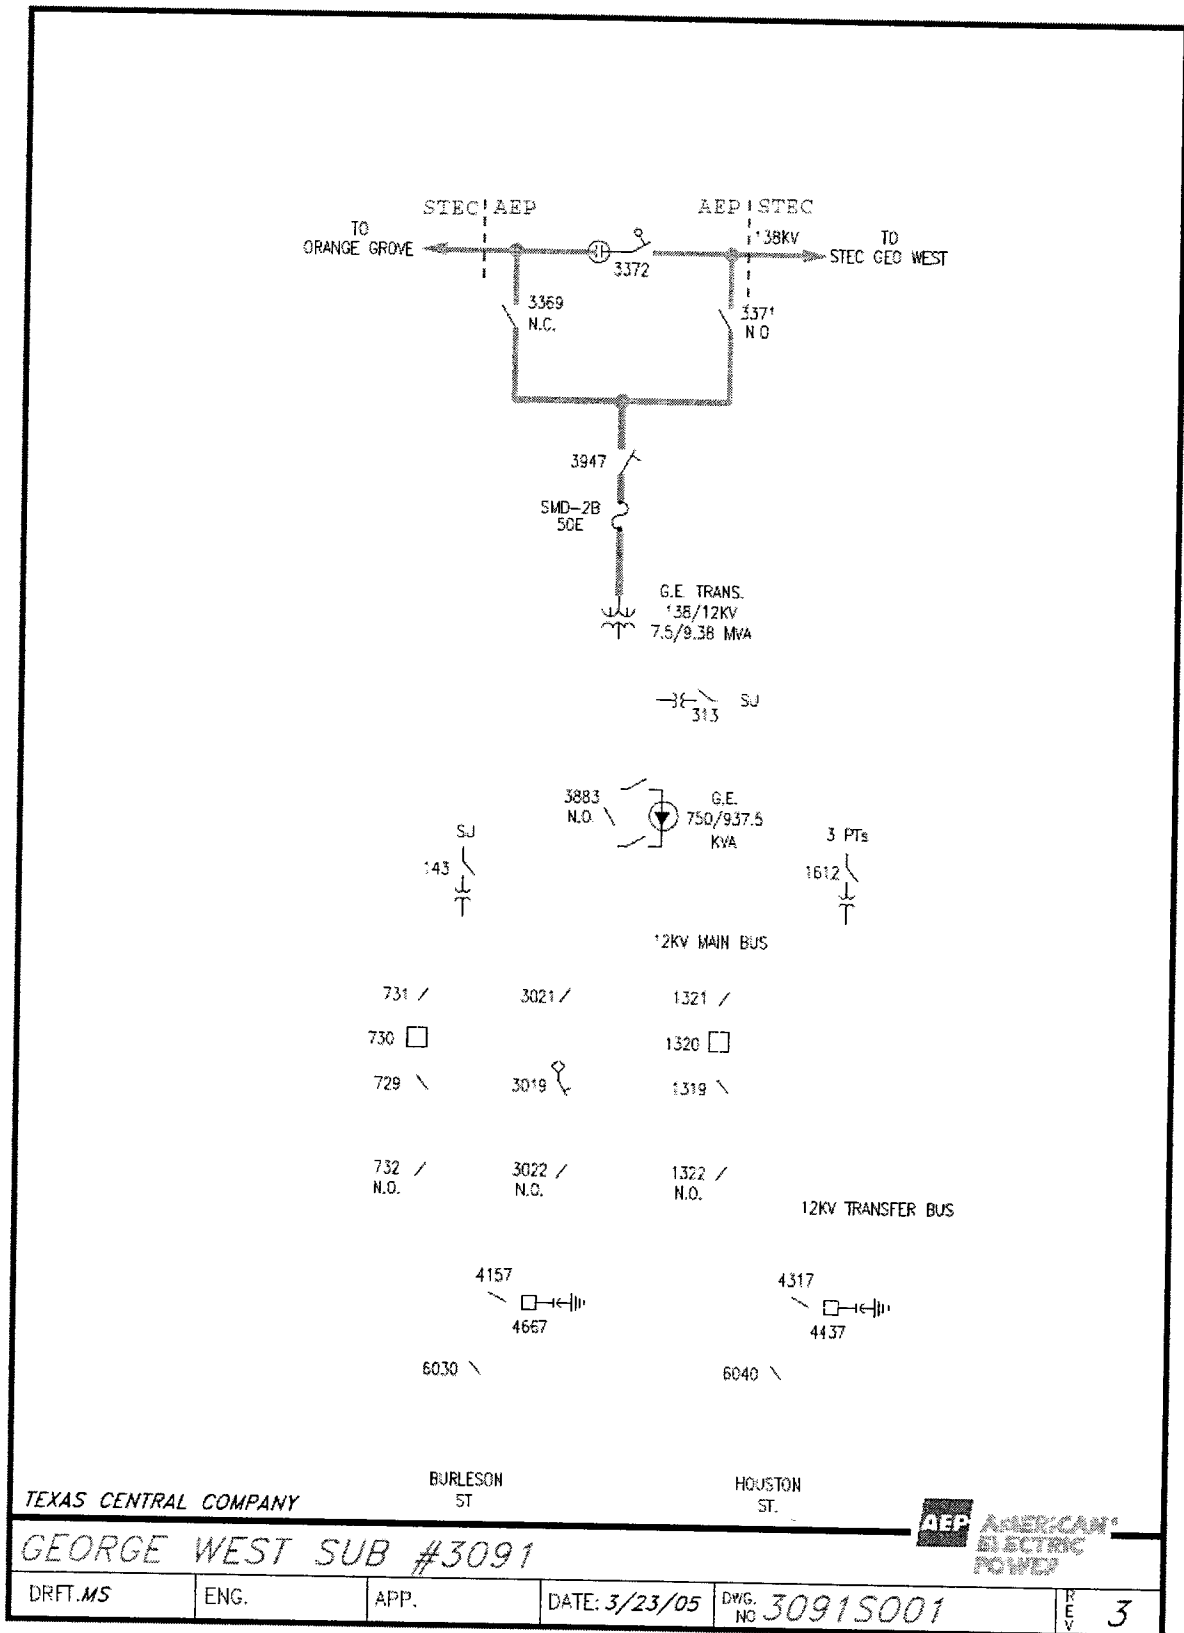 STEC AEP
AEP STEC
TO
ORANGE GROVE
138KV
TO
STEC GEO WEST
3372
3369
N.C.
3371
N.O
3947
SMD-2B
50E
G.E. TRANS.
138/12KV
7.5/9.38 MVA
313
SJ
3883
N.O.
G.E.
750/937.5
KVA
SJ
143
3 PTs
1612
12KV MAIN BUS
731
3021
1321
730
1320
729
3019
1319
732
N.O.
3022
N.O.
1322
N.O.
12KV TRANSFER BUS
4157
4667
4317
4437
6030
6040
BURLESON
ST
HOUSTON
ST.
TEXAS CENTRAL COMPANY
AEP AMERICAN
ELECTRIC
POWER
GEORGE WEST SUB #3091
DRFT.MS
ENG.
APP.
DATE: 3/23/05
DWG.
NO 3091S001
REV 3